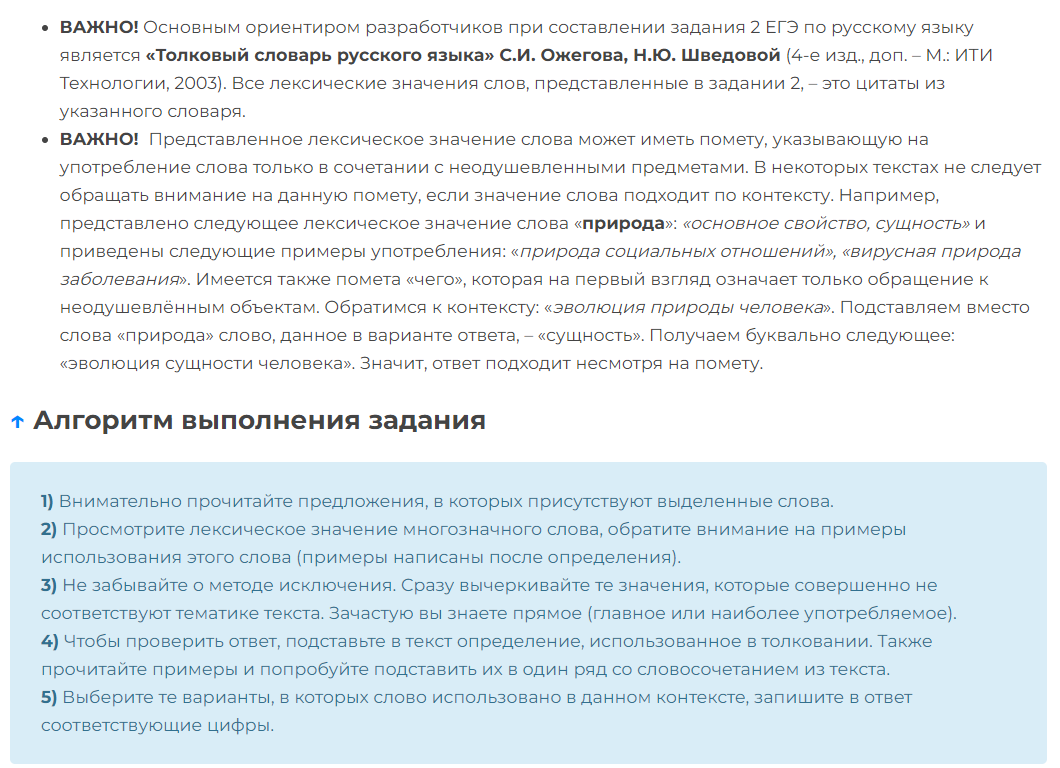 • ВАЖНО! Основным ориентиром разработчиков при составлении задания 2 ЕГЭ по русскому языку
является «Толковый словарь русского языка» С.И. Ожегова, Н.Ю. Шведовой (4-е изд., доп. – М.: ИТИ
Технологии, 2003). Все лексические значения слов, представленные в задании 2, – это цитаты из
указанного словаря.
• ВАЖНО! Представленное лексическое значение слова может иметь помету, указывающую на
употребление слова только в сочетании с неодушевленными предметами. В некоторых текстах не следует
обращать внимание на данную помету, если значение слова подходит по контексту. Например,
представлено следующее лексическое значение слова «природа»: «основное свойство, сущность» и
приведены следующие примеры употребления: «природа социальных отношений», «вирусная природа
заболевания». Имеется также помета «чего», которая на первый взгляд означает только обращение к
неодушевлённым объектам. Обратимся к контексту: «эволюция природы человека». Подставляем вместо
слова «природа» слово, данное в варианте ответа, – «сущность». Получаем буквально следующее:
«эволюция сущности человека». Значит, ответ подходит несмотря на помету.
↑ Алгоритм выполнения задания
1) Внимательно прочитайте предложения, в которых присутствуют выделенные слова.
2) Просмотрите лексическое значение многозначного слова, обратите внимание на примеры
использования этого слова (примеры написаны после определения).
3) Не забывайте о методе исключения. Сразу вычеркивайте те значения, которые совершенно не
соответствуют тематике текста. Зачастую вы знаете прямое (главное или наиболее употребляемое).
4) Чтобы проверить ответ, подставьте в текст определение, использованное в толковании. Также
прочитайте примеры и попробуйте подставить их в один ряд со словосочетанием из текста.
5) Выберите те варианты, в которых слово использовано в данном контексте, запишите в ответ
соответствующие цифры.